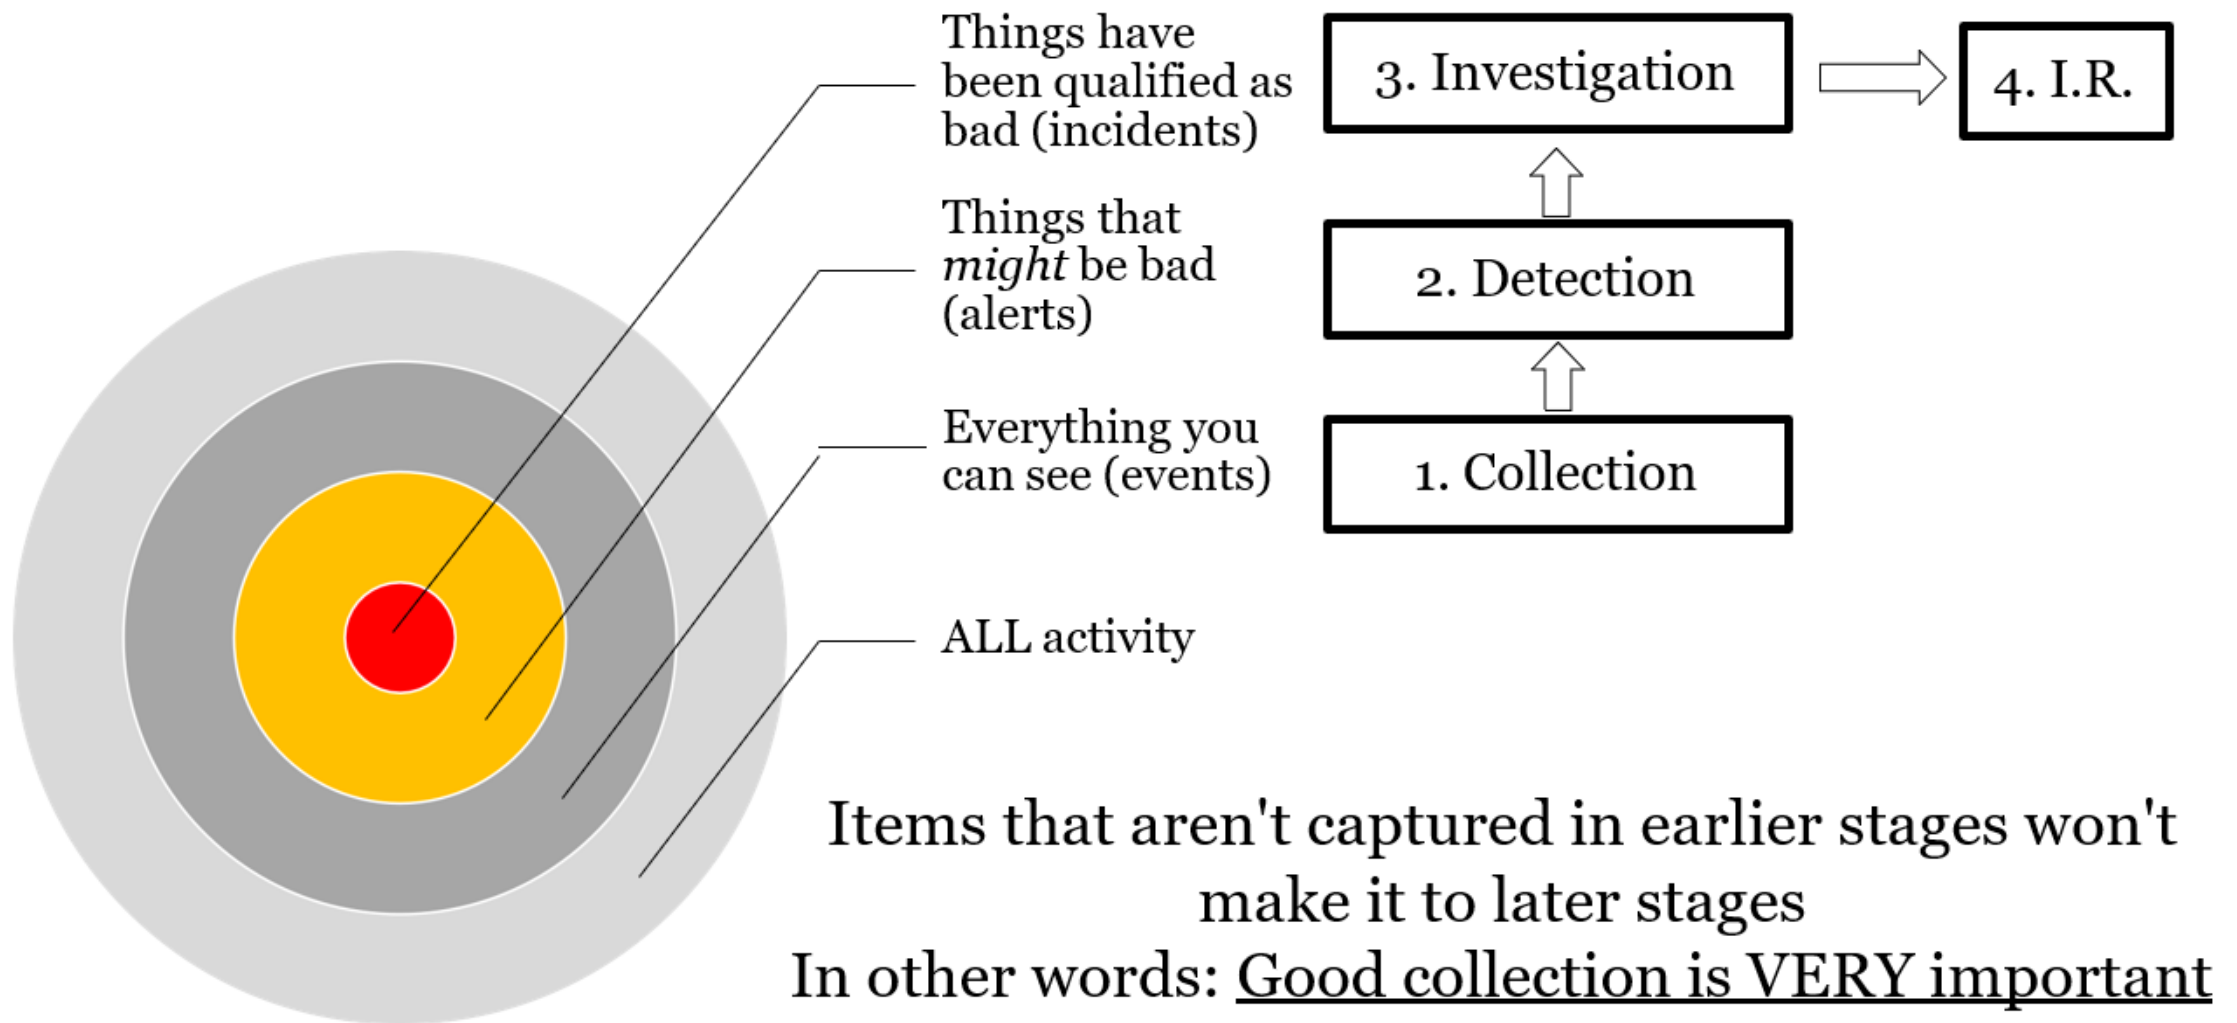 Things have
been qualified as
bad (incidents)
3. Investigation
4. I.R.
Things that
might be bad
(alerts)
2. Detection
Everything you
can see (events)
1. Collection
ALL activity
Items that aren't captured in earlier stages won't
make it to later stages
In other words: Good collection is VERY important